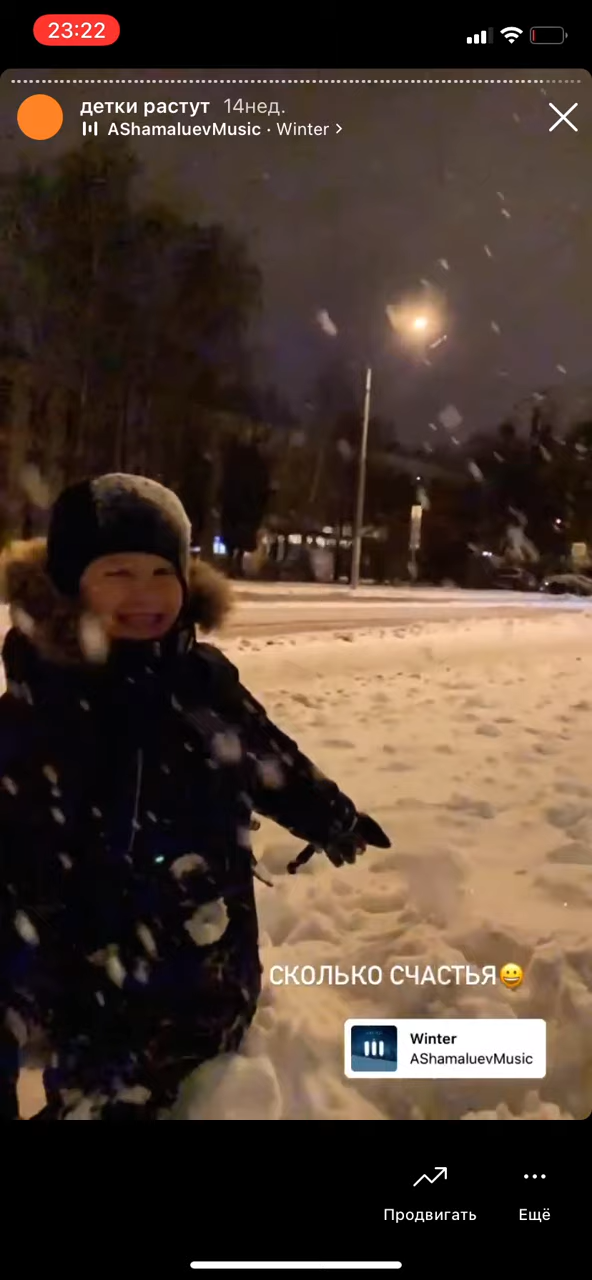 23:22
детки растут 14нед.
AShamaluevMusic · Winter >
СКОЛЬКО СЧАСТЬЯ😀
Winter
AShamaluevMusic
Продвигать
Ещё